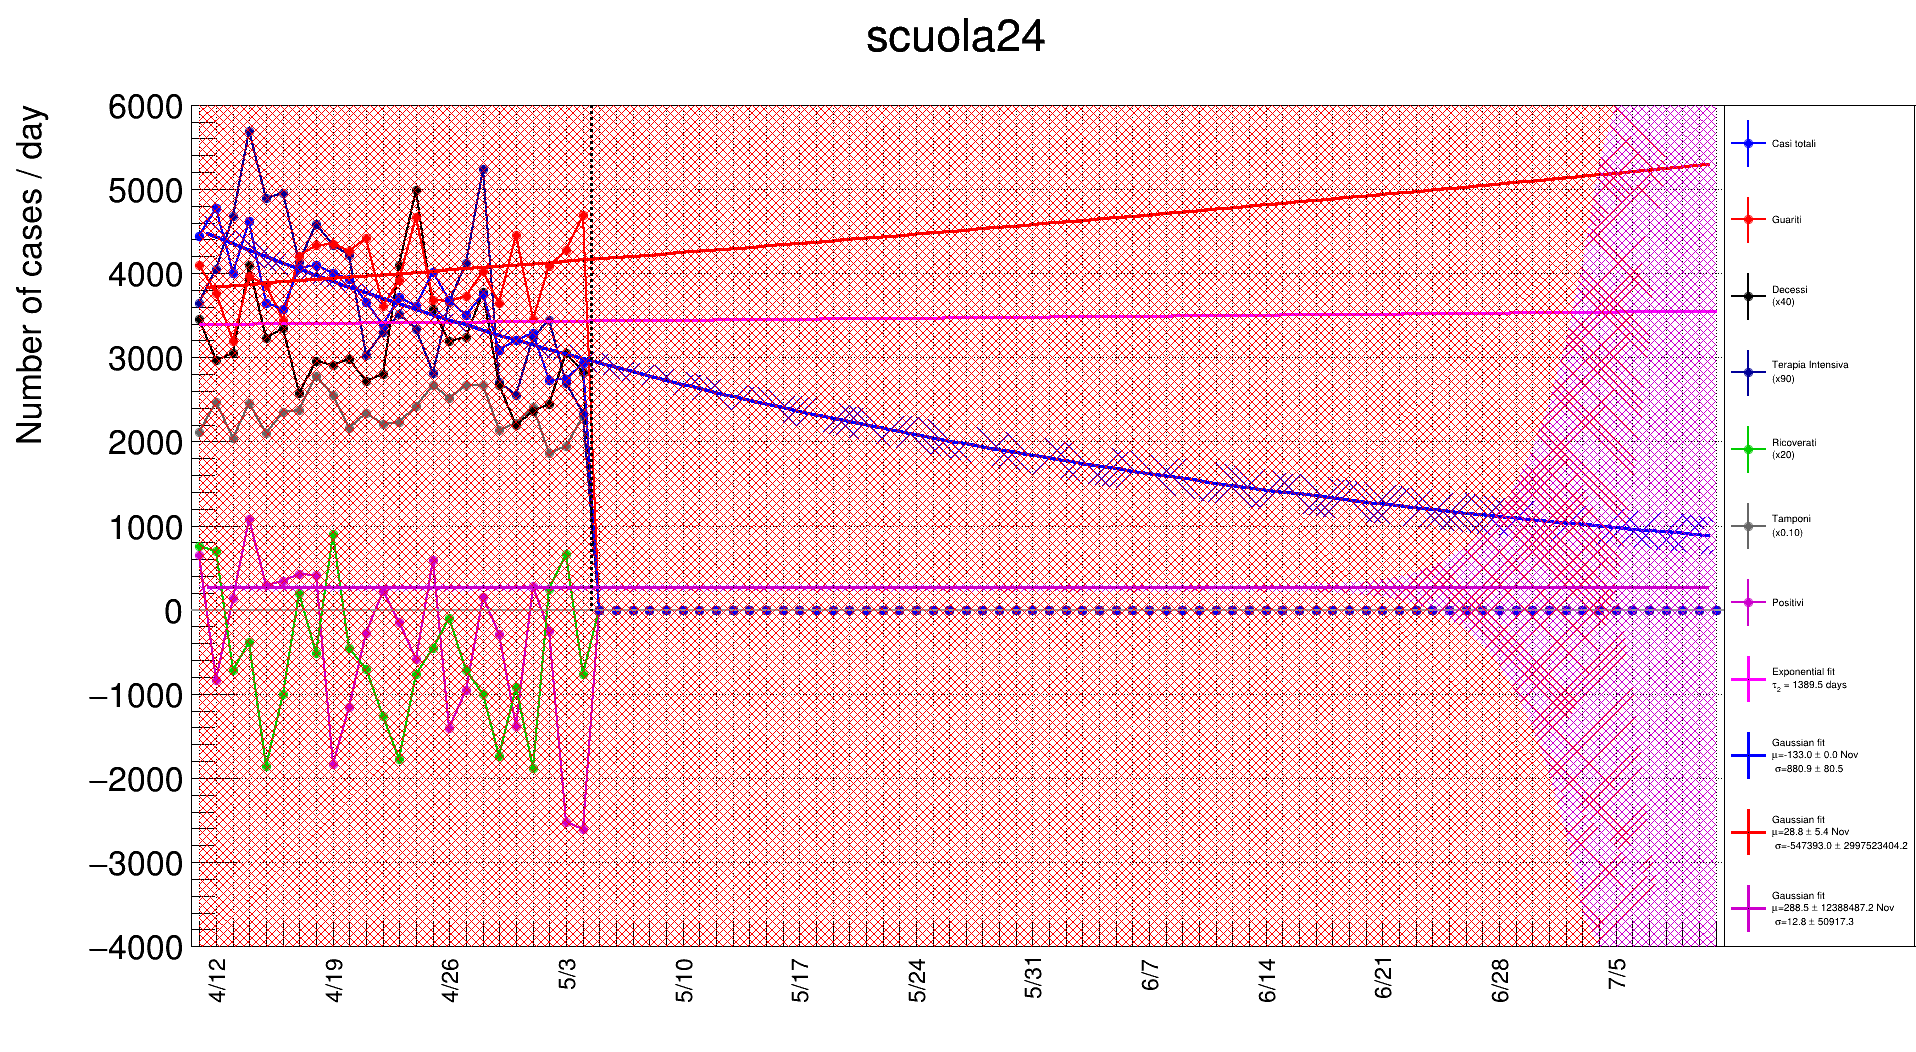 scuola24
Number of cases / day
6000
5000
4000
3000
2000
1000
0
−1000
−2000
−3000
−4000
4/12
4/19
4/26
5/3
5/10
5/17
5/24
5/31
6/7
6/14
6/21
6/28
7/5
Casi totali
Guariti
Decessi
(x40)
Terapia Intensiva
(x90)
Ricoverati
(x20)
Tamponi
(x0.10)
Positivi
Exponential fit
τ2 = 1389.5 days
Gaussian fit
μ=-133.0 ± 0.0 Nov
σ=880.9 ± 80.5
Gaussian fit
μ=28.8 ± 5.4 Nov
σ=-547393.0 ± 2997523404.2
Gaussian fit
μ=288.5 ± 12388487.2 Nov
σ=12.8 ± 50917.3